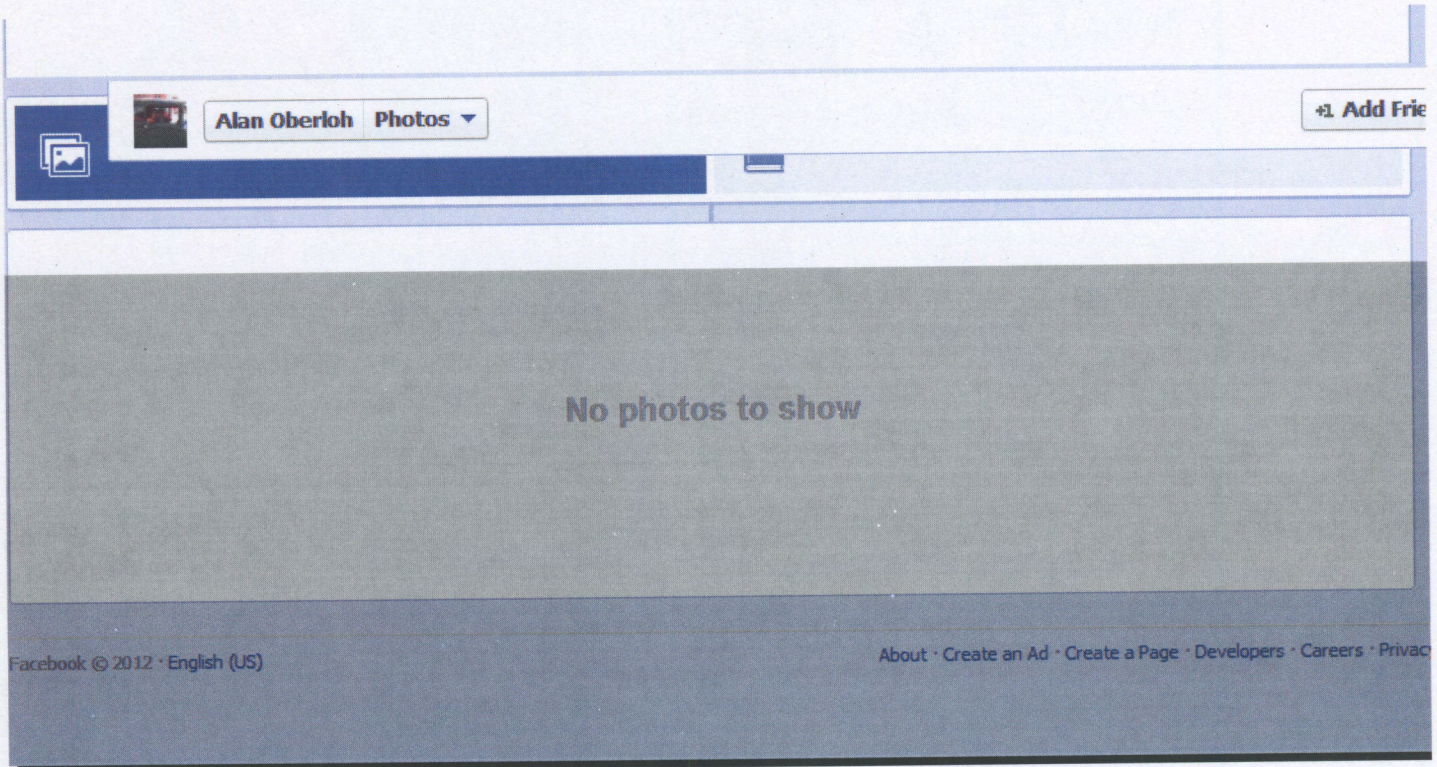 Alan Oberloh Photos
+1 Add Frie
No photos to show
Facebook © 2012 · English (US)
About · Create an Ad · Create a Page · Developers · Careers · Privacy